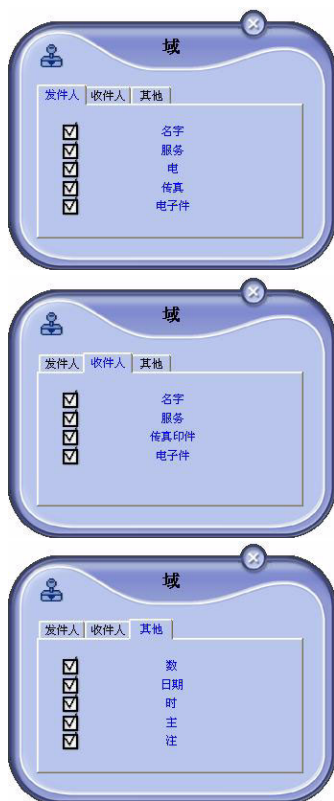 域
发件人 收件人 其他
名字
服务
电
传真
电子件
域
发件人 收件人 其他
名字
服务
传真印件
电子件
域
发件人 收件人 其他
数
日期
时
主
注